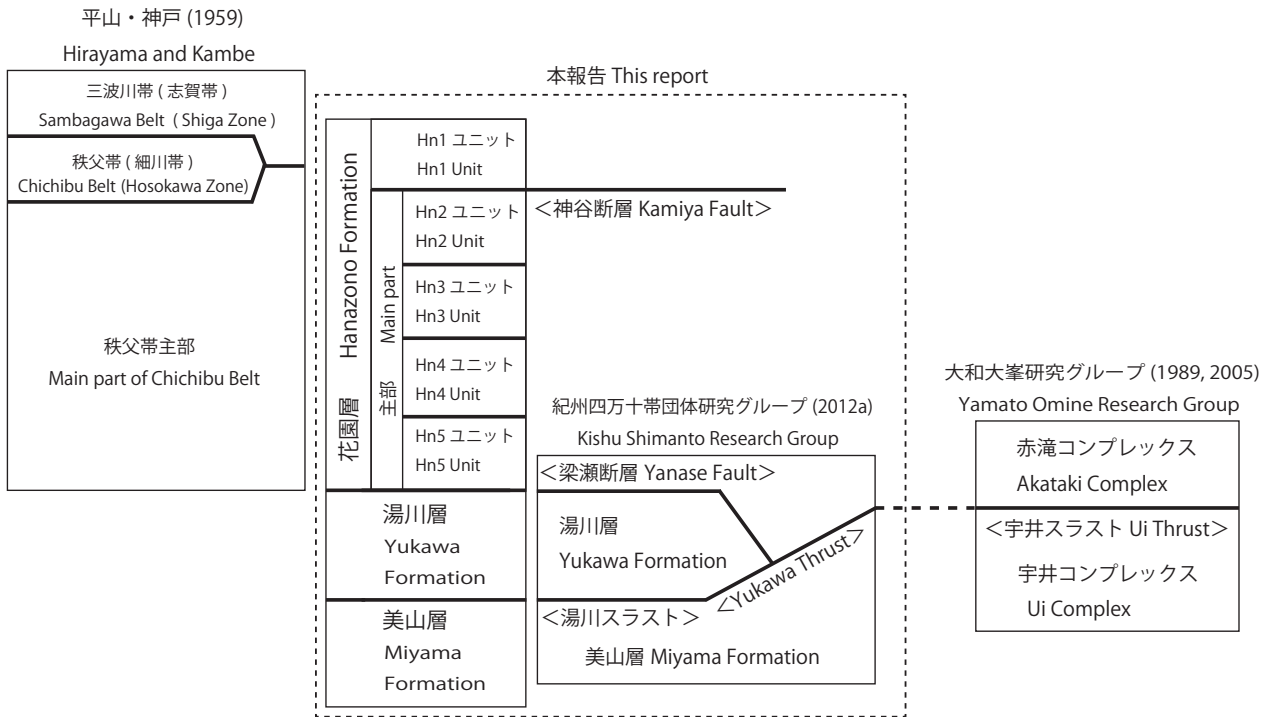 平山・神戸 (1959)
Hirayama and Kambe
三波川帯 ( 志賀帯 )
Sambagawa Belt ( Shiga Zone )
秩父帯 ( 細川帯 )
Chichibu Belt (Hosokawa Zone)
秩父帯主部
Main part of Chichibu Belt
本報告 This report
花園層 Hanazono Formation
主部 Main part
Hn1 ユニット
Hn1 Unit
Hn2 ユニット
Hn2 Unit
Hn3 ユニット
Hn3 Unit
Hn4 ユニット
Hn4 Unit
Hn5 ユニット
Hn5 Unit
湯川層
Yukawa
Formation
美山層
Miyama
Formation
＜神谷断層 Kamiya Fault＞
紀州四万十帯団体研究グループ (2012a)
Kishu Shimanto Research Group
＜梁瀬断層 Yanase Fault＞
湯川層
Yukawa Formation
＜Yukawa Thrust＞
＜湯川スラスト＞
美山層 Miyama Formation
大和大峯研究グループ (1989, 2005)
Yamato Omine Research Group
赤滝コンプレックス
Akataki Complex
＜宇井スラスト Ui Thrust＞
宇井コンプレックス
Ui Complex